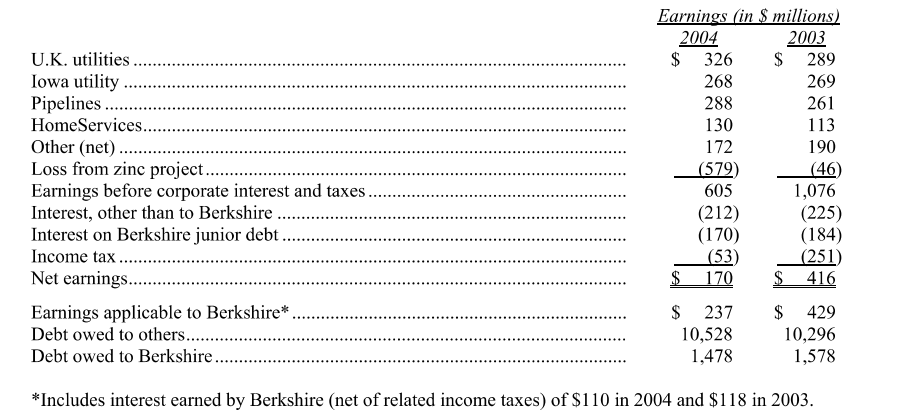 Earnings (in $ millions)
2004 2003
U.K. utilities ........................................ $ 326 $ 289
Iowa utility ........................................ 268 269
Pipelines ........................................ 288 261
HomeServices........................................ 130 113
Other (net) ........................................ 172 190
Loss from zinc project ........................................ (579) (46)
Earnings before corporate interest and taxes ........................................ 605 1,076
Interest, other than to Berkshire ........................................ (212) (225)
Interest on Berkshire junior debt ........................................ (170) (184)
Income tax ........................................ (53) (251)
Net earnings........................................ $ 170 $ 416
Earnings applicable to Berkshire* ........................................ $ 237 $ 429
Debt owed to others........................................ 10,528 10,296
Debt owed to Berkshire ........................................ 1,478 1,578
*Includes interest earned by Berkshire (net of related income taxes) of $110 in 2004 and $118 in 2003.